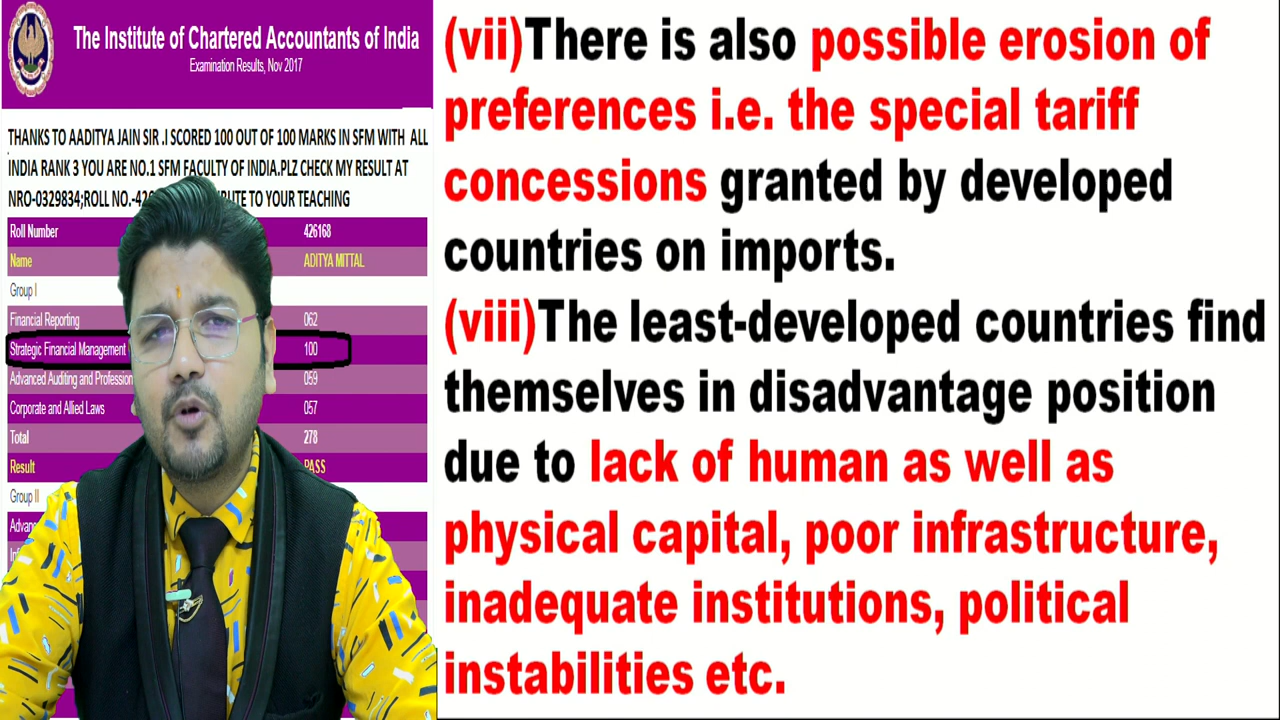 The Institute of Chartered Accountants of India
Examination Results, Nov 2017
THANKS TO AADITYA JAIN SIR .I SCORED 100 OUT OF 100 MARKS IN SFM WITH ALL
INDIA RANK 3 YOU ARE NO.1 SFM FACULTY OF INDIA.PLZ CHECK MY RESULT AT
NRO-0329834;ROLL NO. TO YOUR TEACHING
Roll Number 426168
Name ADITYA MITTAL
Group I
Financial Reporting 062
Strategic Financial Management 100
Advanced Auditing and 059
Corporate and Allied Laws 057
Total 278
Result PASS
Group II
(vii)There is also possible erosion of
preferences i.e. the special tariff
concessions granted by developed
countries on imports.
(viii)The least-developed countries find
themselves in disadvantage position
due to lack of human as well as
physical capital, poor infrastructure,
inadequate institutions, political
instabilities etc.